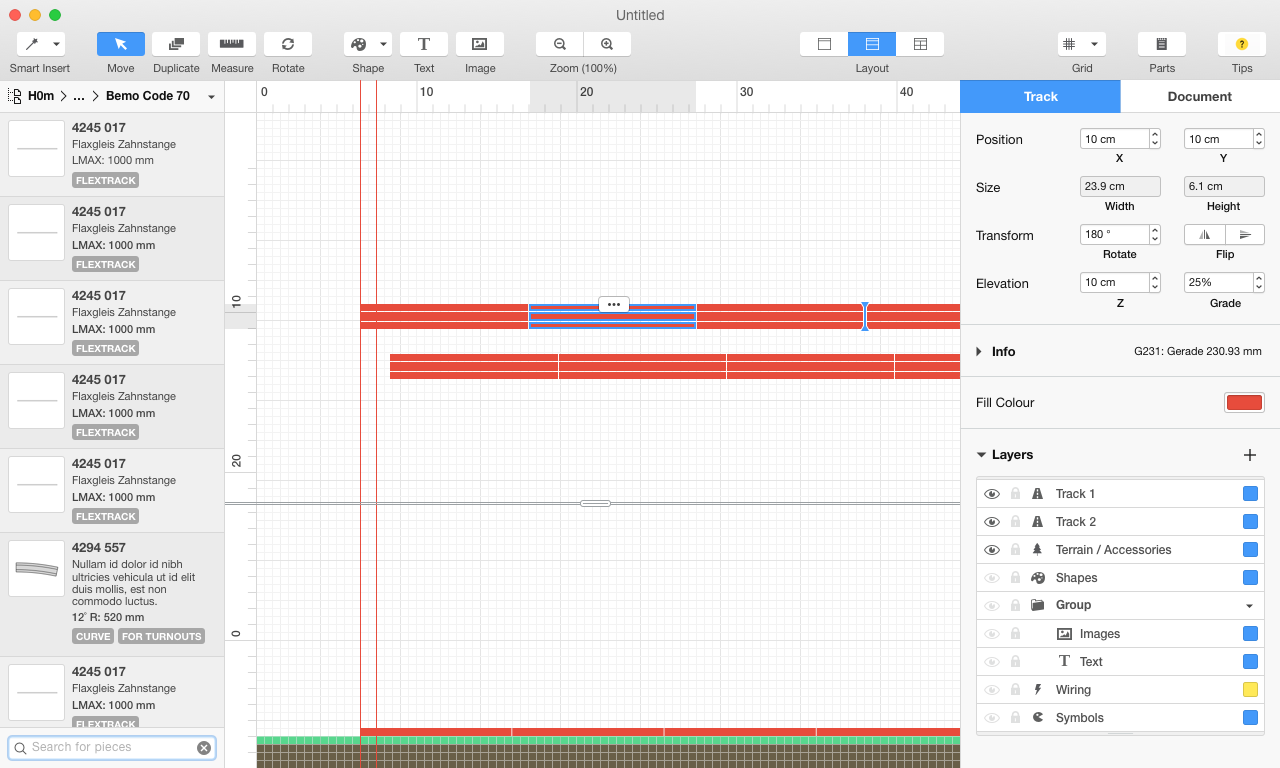 Untitled
Smart Insert
Move
Duplicate
Measure
Rotate
Shape
T
Text
Image
Zoom (100%)
Layout
Grid
Parts
?
Tips
H0m > ... > Bemo Code 70
0 10 20 30 40
10
20
0
4245 017
Flaxgleis Zahnstange
LMAX: 1000 mm
FLEXTRACK
4245 017
Flaxgleis Zahnstange
LMAX: 1000 mm
FLEXTRACK
4245 017
Flaxgleis Zahnstange
LMAX: 1000 mm
FLEXTRACK
4245 017
Flaxgleis Zahnstange
LMAX: 1000 mm
FLEXTRACK
4245 017
Flaxgleis Zahnstange
LMAX: 1000 mm
FLEXTRACK
4294 557
Nullam id dolor id nibh
ultricies vehicula ut id elit
duis mollis, est non
commodo luctus.
12° R: 520 mm
CURVE FOR TURNOUTS
4245 017
Flaxgleis Zahnstange
LMAX: 1000 mm
FLEXTRACK
Search for pieces
Track
Document
Position
10 cm
X
10 cm
Y
Size
23.9 cm
Width
6.1 cm
Height
Transform
180 °
Rotate
Flip
Elevation
10 cm
Z
25%
Grade
Info
G231: Gerade 230.93 mm
Fill Colour
Layers
Track 1
Track 2
Terrain / Accessories
Shapes
Group
Images
T Text
Wiring
Symbols